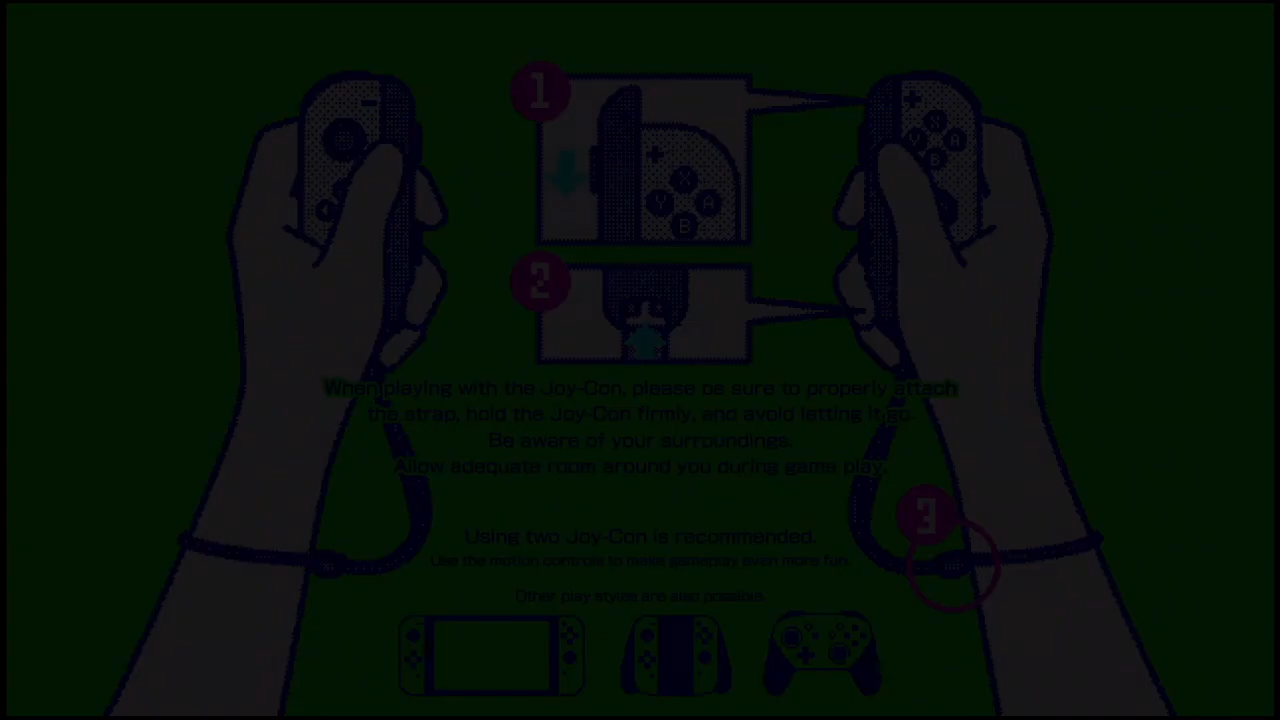 1
X
Y A
B
+
X
Y A
B
2
When playing with the Joy-Con, please be sure to properly attach
the strap, hold the Joy-Con firmly, and avoid letting it go.
Be aware of your surroundings.
Allow adequate room around you during game play.
3
Using two Joy-Con is recommended.
Use the motion controls to make gameplay even more fun.
Other play styles are also possible.